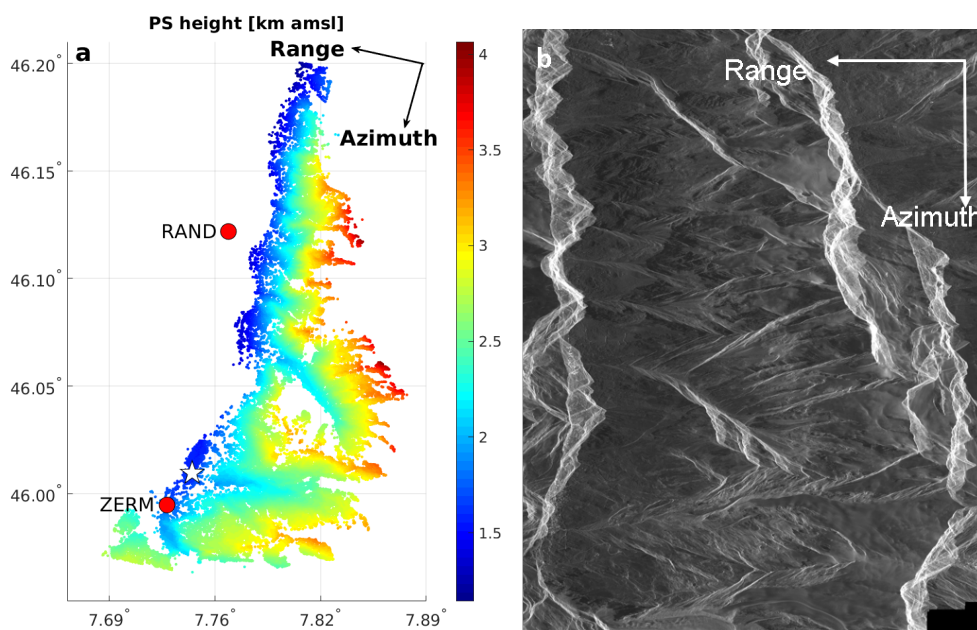 PS height [km amsl]
a
Range
Azimuth
46.20°
46.15°
46.10°
46.05°
46.00°
RAND
ZERM
7.69°
7.76°
7.82°
7.89°
4
3.5
3
2.5
2
1.5
b
Range
Azimuth